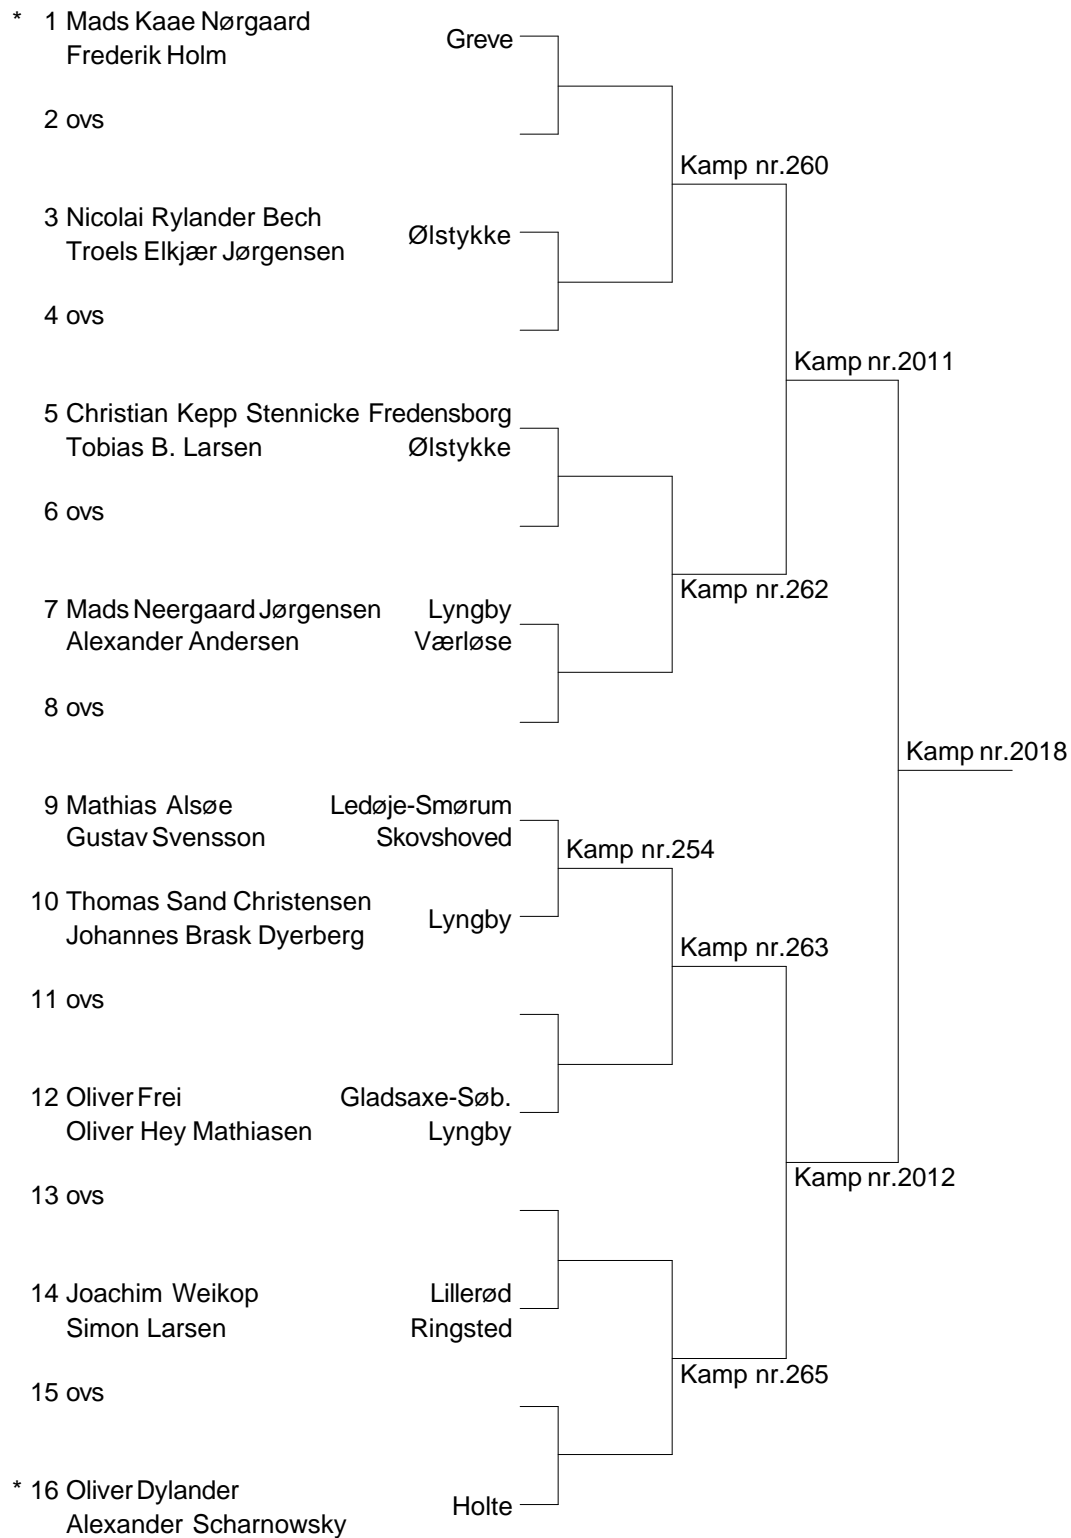 * 1 Mads Kaae Nørgaard Greve
Frederik Holm
2 ovs
Kamp nr.260
3 Nicolai Rylander Bech Ølstykke
Troels Elkjær Jørgensen
4 ovs
Kamp nr.2011
5 Christian Kepp Stennicke Fredensborg
Tobias B. Larsen Ølstykke
6 ovs
Kamp nr.262
7 Mads Neergaard Jørgensen Lyngby
Alexander Andersen Værløse
8 ovs
Kamp nr.2018
9 Mathias Alsøe Ledøje-Smørum
Gustav Svensson Skovshoved
Kamp nr.254
10 Thomas Sand Christensen Lyngby
Johannes Brask Dyerberg
Kamp nr.263
11 ovs
12 Oliver Frei Gladsaxe-Søb.
Oliver Hey Mathiasen Lyngby
Kamp nr.2012
13 ovs
14 Joachim Weikop Lillerød
Simon Larsen Ringsted
Kamp nr.265
15 ovs
* 16 Oliver Dylander Holte
Alexander Scharnowsky